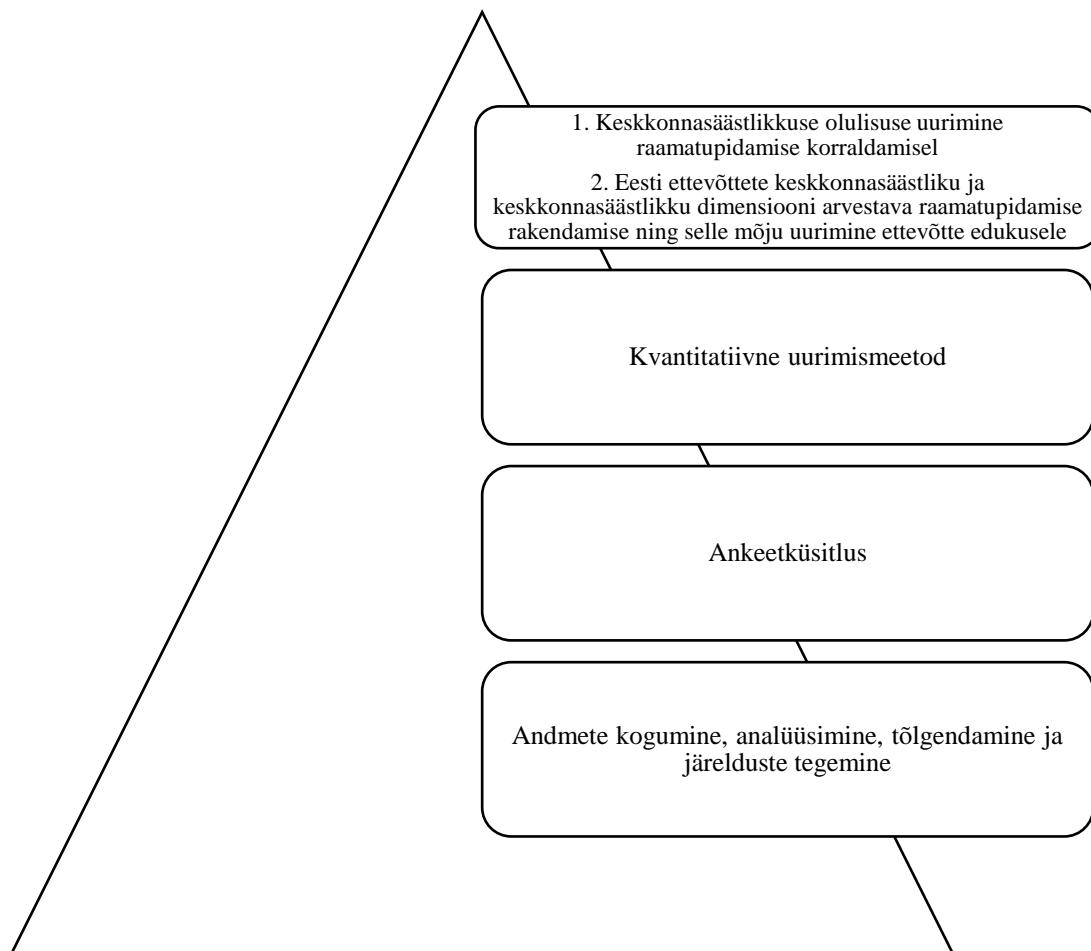 1. Keskkonnasäästlikkuse olulisuse uurimine
raamatupidamise korraldamisel
2. Eesti ettevõttete keskkonnasäästliku ja
keskkonnasäästlikku dimensiooni arvestava raamatupidamise
rakendamise ning selle mõju uurimine ettevõtte edukusele
Kvantitatiivne uurimismeetod
Ankeetküsitlus
Andmete kogumine, analüüsimine, tõlgendamine ja
järelduste tegemine